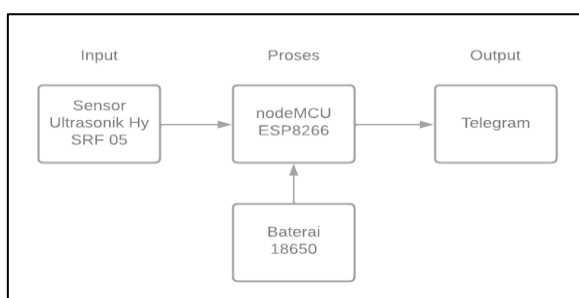 Input
Proses
Output
Sensor
Ultrasonik Hy
SRF 05
nodeMCU
ESP8266
Telegram
Baterai
18650